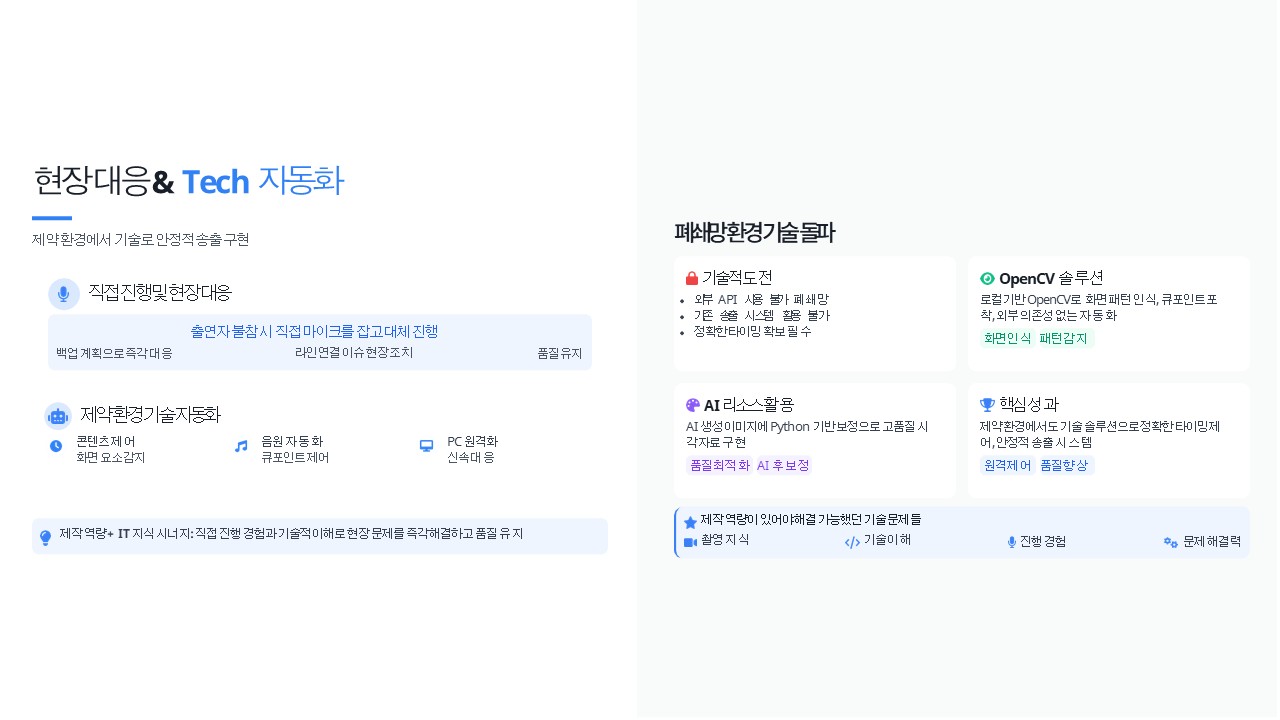 현장 대응 & Tech 자동화
제약 환경에서 기술로 안정적 송출 구현
직접 진행 및 현장 대응
출연자 불참 시 직접 마이크를 잡고 대체 진행
백업 계획으로 즉각 대응
라인 연결 이슈 현장 조치
품질 유지
제약환경 기술 자동화
콘텐츠 제어
화면 요소 감지
음원 자동화
큐포인트 제어
PC 원격화
신속 대응
제작 역량 + IT 지식 시너지: 직접 진행 경험과 기술적 이해로 현장 문제를 즉각 해결하고 품질 유지
폐쇄망 환경 기술 돌파
기술적 도전
외부 API 사용 불가 폐쇄망
기존 송출 시스템 활용 불가
정확한 타이밍 확보 필수
OpenCV 솔루션
로컬 기반 OpenCV로 화면 패턴 인식, 큐포인트 포
착, 외부 의존성 없는 자동화
화면 인식 패턴 감지
AI 리소스 활용
AI 생성 이미지에 Python 기반 보정으로 고품질 시
각자료 구현
품질 최적화 AI 후보정
핵심 성과
제약 환경에서도 기술 솔루션으로 정확한 타이밍 제
어, 안정적 송출 시스템
원격 제어 품질 향상
제작 역량이 있어야 해결 가능했던 기술 문제들
촬영 지식
기술 이해
진행 경험
문제 해결력